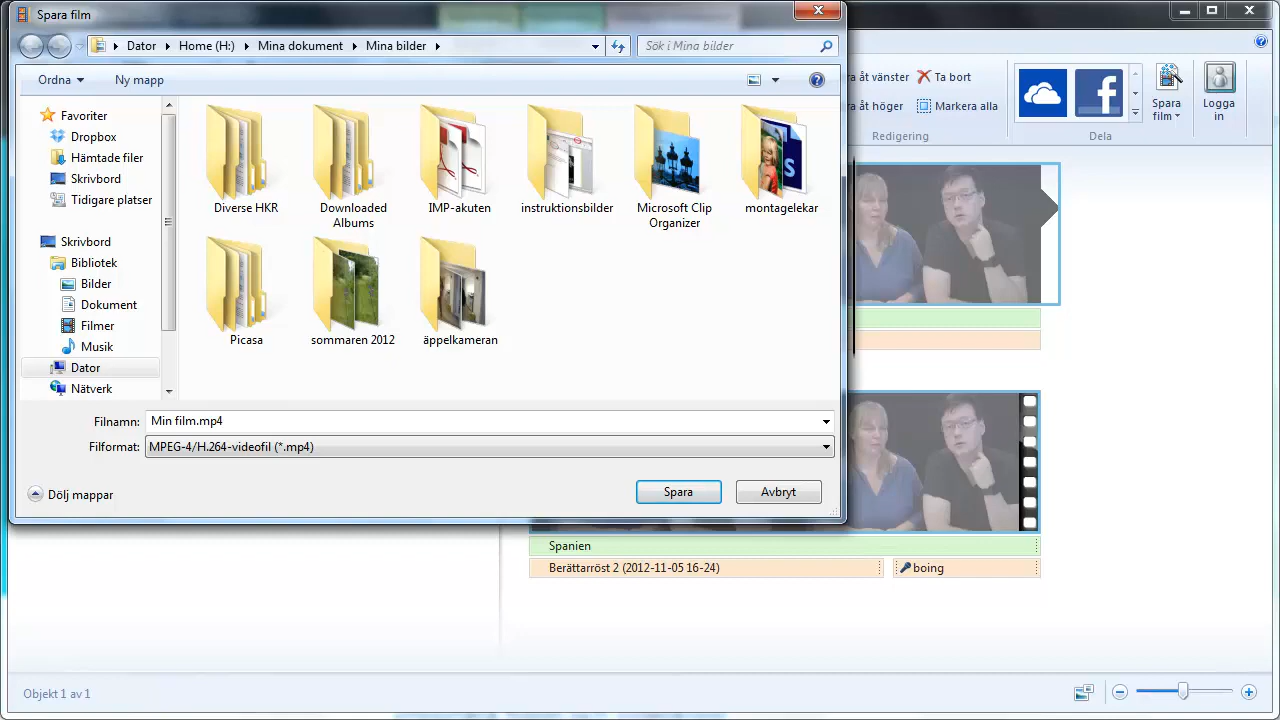 Spara film
Dator
Home (H:)
Mina dokument
Mina bilder
Sök i Mina bilder
Ordna
Ny mapp
Favoriter
Dropbox
Hämtade filer
Skrivbord
Tidigare platser
Skrivbord
Bibliotek
Bilder
Dokument
Filmer
Musik
Dator
Nätverk
Diverse HKR
Downloaded
Albums
IMP-akuten
instruktionsbilder
Microsoft Clip
Organizer
montagelekar
Picasa
sommaren 2012
äppelkameran
Filnamn:
Min film.mp4
Filformat:
MPEG-4/H.264-videofil (*.mp4)
Dölj mappar
Spara
Avbryt
a åt vänster
Ta bort
a åt höger
Markera alla
Redigering
Spara
film
Logga
in
Dela
Spanien
Berättarröst 2 (2012-11-05 16-24)
boing
Objekt 1 av 1